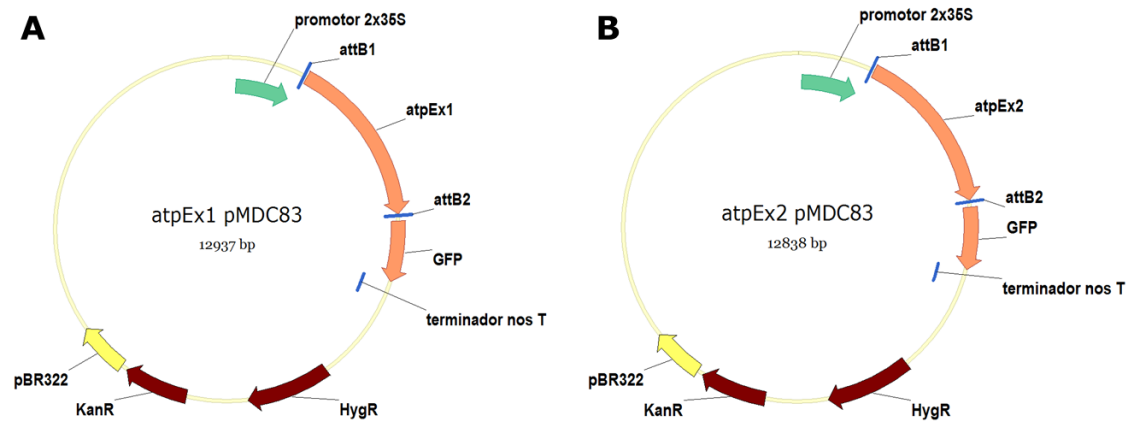 A
promotor 2x35S
attB1
atpEx1
attB2
GFP
terminador nos T
HygR
KanR
pBR322
atpEx1 pMDC83
12937 bp
B
promotor 2x35S
attB1
atpEx2
attB2
GFP
terminador nos T
HygR
KanR
pBR322
atpEx2 pMDC83
12838 bp